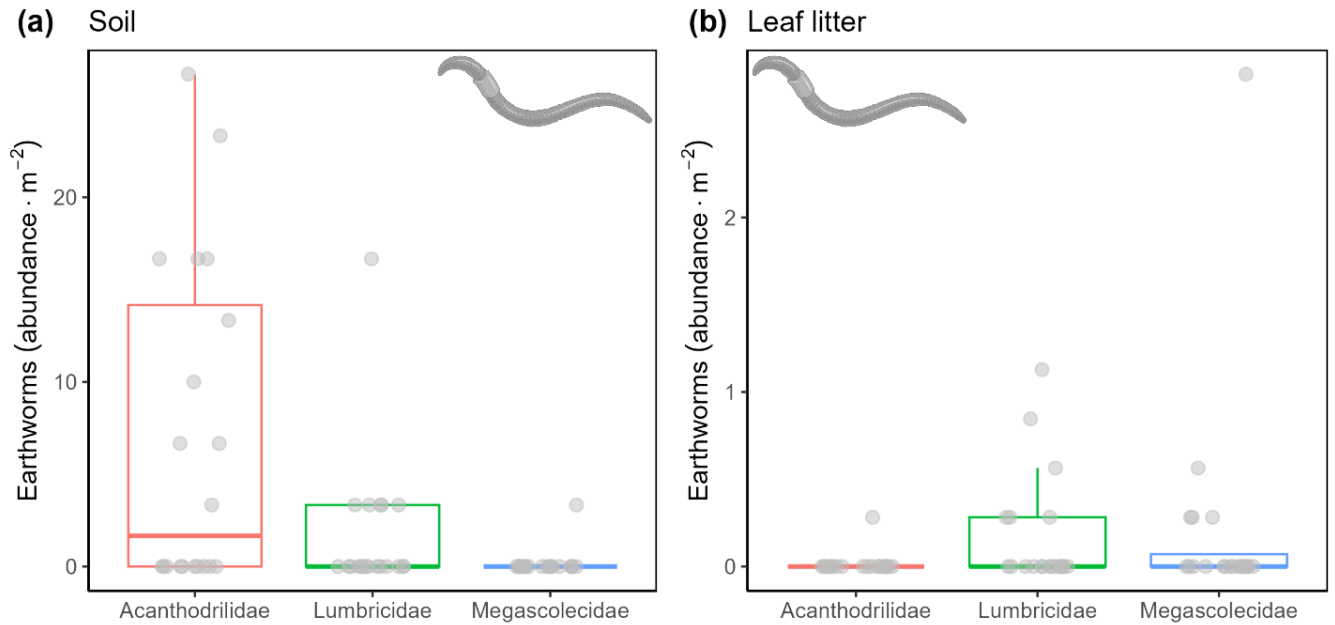 (a) Soil
Earthworms (abundance · m⁻²)
20
10
0
Acanthodrilidae Lumbricidae Megascolecidae
(b) Leaf litter
Earthworms (abundance · m⁻²)
2
1
0
Acanthodrilidae Lumbricidae Megascolecidae